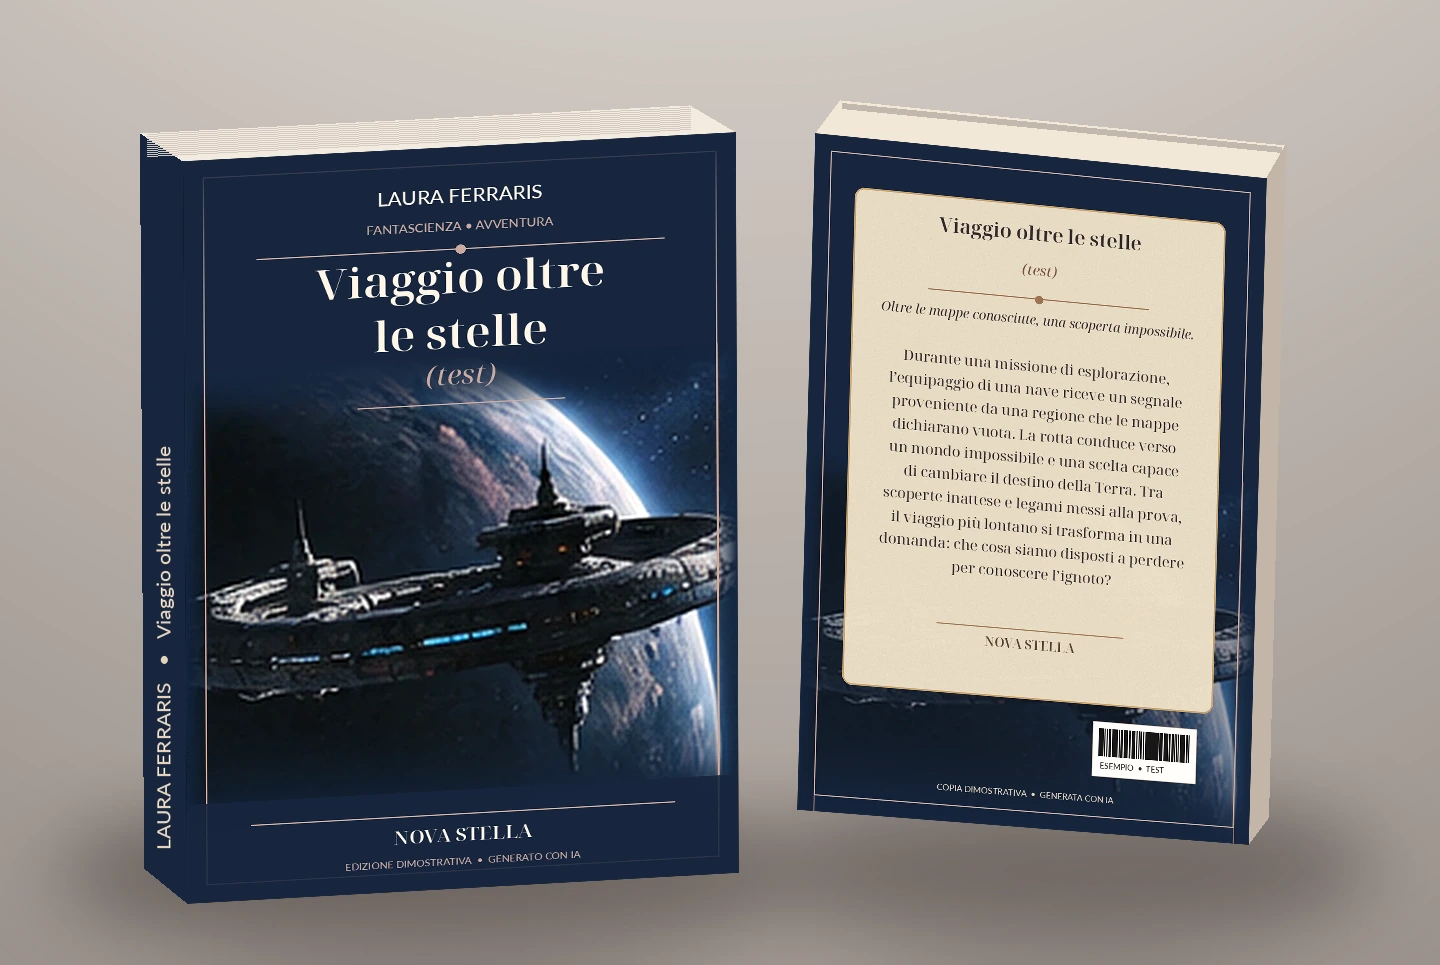 LAURA FERRARIS
FANTASCIENZA • AVVENTURA
Viaggio oltre
le stelle
(test)
NOVA STELLA
EDIZIONE DIMOSTRATIVA • GENERATO CON IA
LAURA FERRARIS • Viaggio oltre le stelle
Viaggio oltre le stelle
(test)
Oltre le mappe conosciute, una scoperta impossibile.
Durante una missione di esplorazione,
l'equipaggio di una nave riceve un segnale
proveniente da una regione che le mappe
dichiarano vuota. La rotta conduce verso
un mondo impossibile e una scelta capace
di cambiare il destino della Terra. Tra
scoperte inattese e legami messi alla prova,
il viaggio più lontano si trasforma in una
domanda: che cosa siamo disposti a perdere
per conoscere l'ignoto?
NOVA STELLA
ESEMPIO • TEST
COPIA DIMOSTRATIVA • GENERATA CON IA